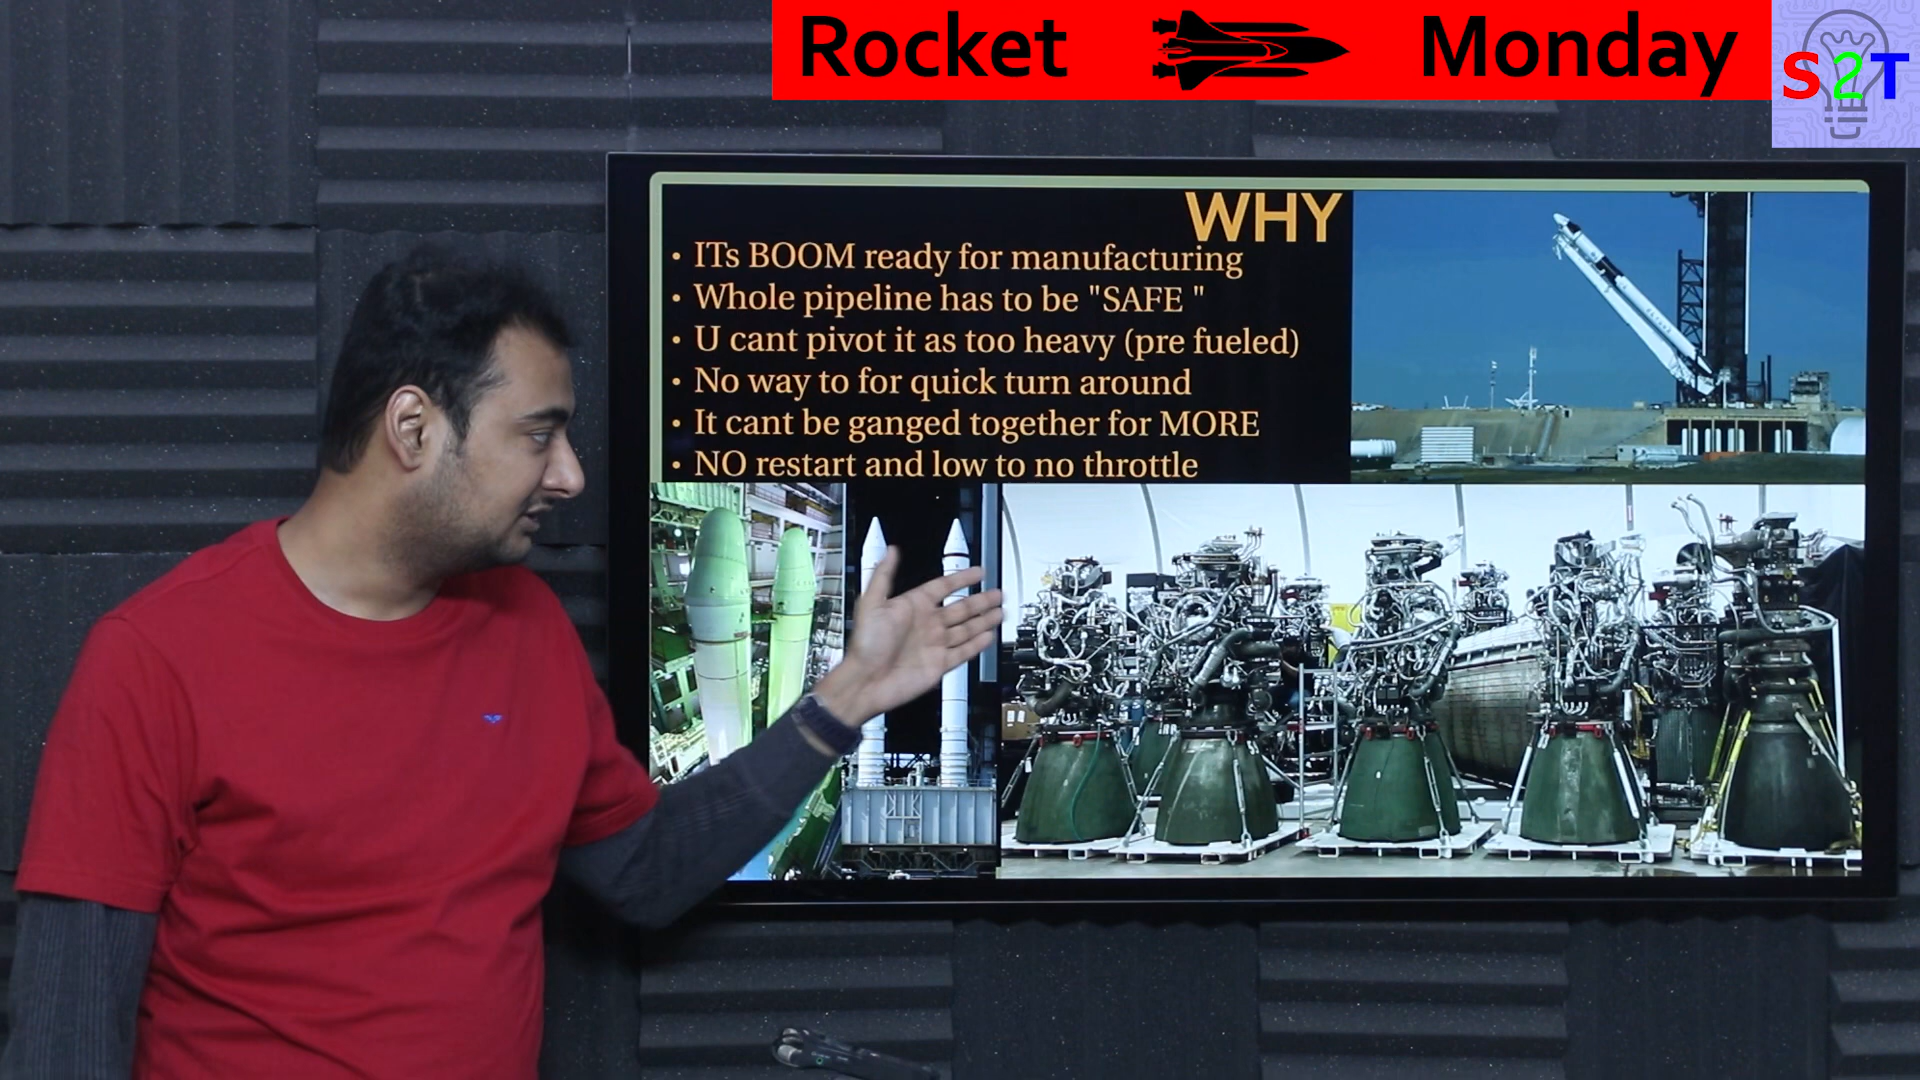 Rocket Monday
S2T
WHY
• ITs BOOM ready for manufacturing
• Whole pipeline has to be "SAFE "
• U cant pivot it as too heavy (pre fueled)
• No way to for quick turn around
• It cant be ganged together for MORE
• NO restart and low to no throttle